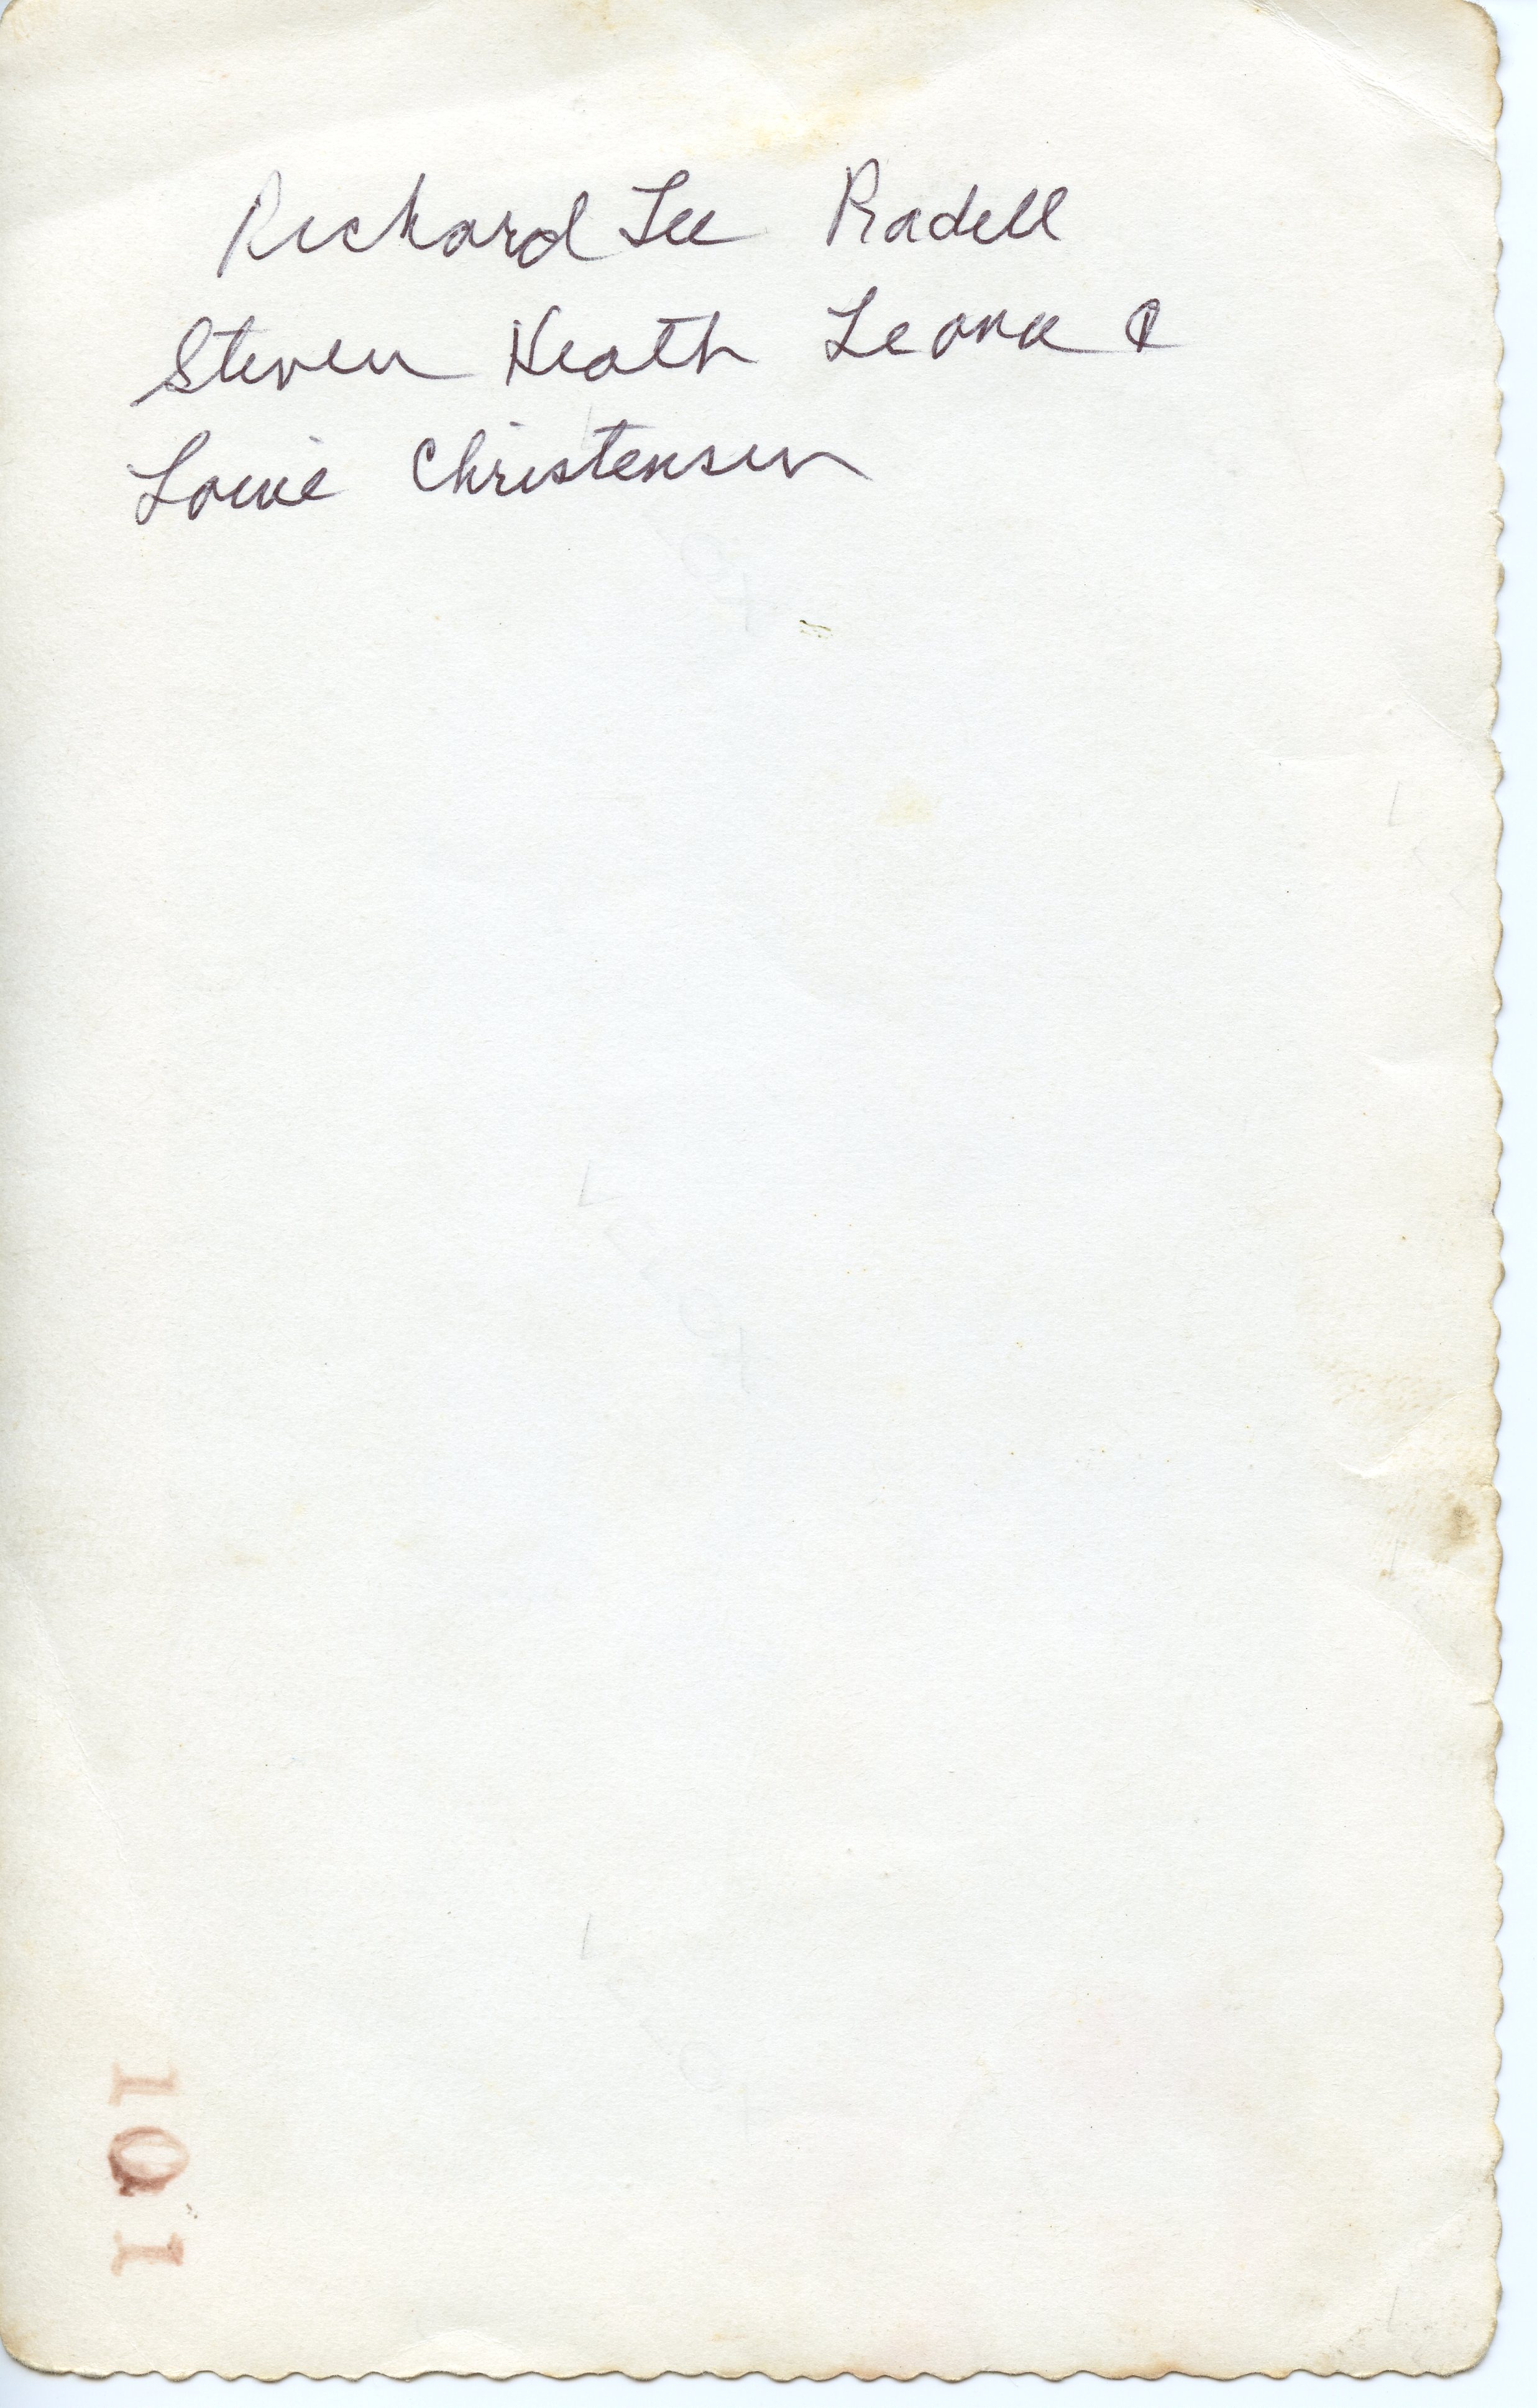 Richard Lee Radell
Steven Heath Leona &
Louie Christensen
101